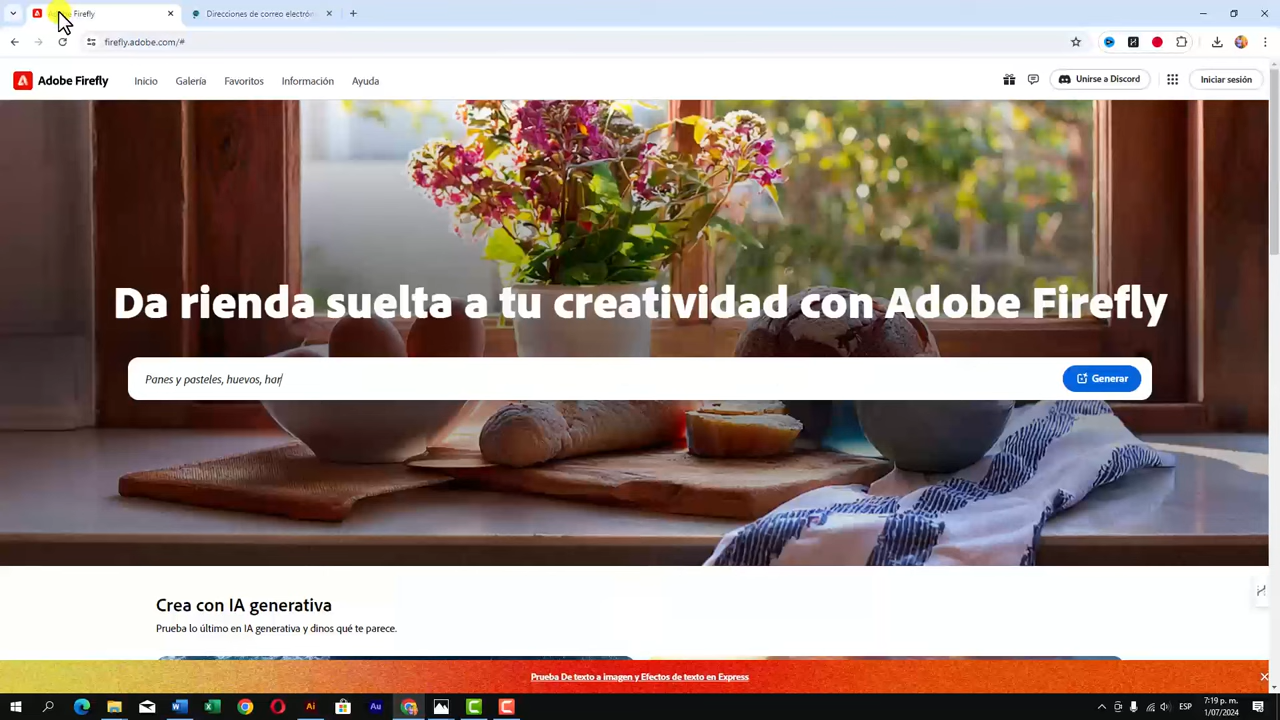 Direcciones de correo electróni
firefly.adobe.com/#
Adobe Firefly
Inicio
Galería
Favoritos
Información
Ayuda
Unirse a Discord
Iniciar sesión
Da rienda suelta a tu creatividad con Adobe Firefly
Panes y pasteles, huevos, har
Generar
Crea con IA generativa
Prueba lo último en IA generativa y dinos qué te parece.
Prueba De texto a imagen y Efectos de texto en Express
ESP
7:19 p. m.
1/07/2024